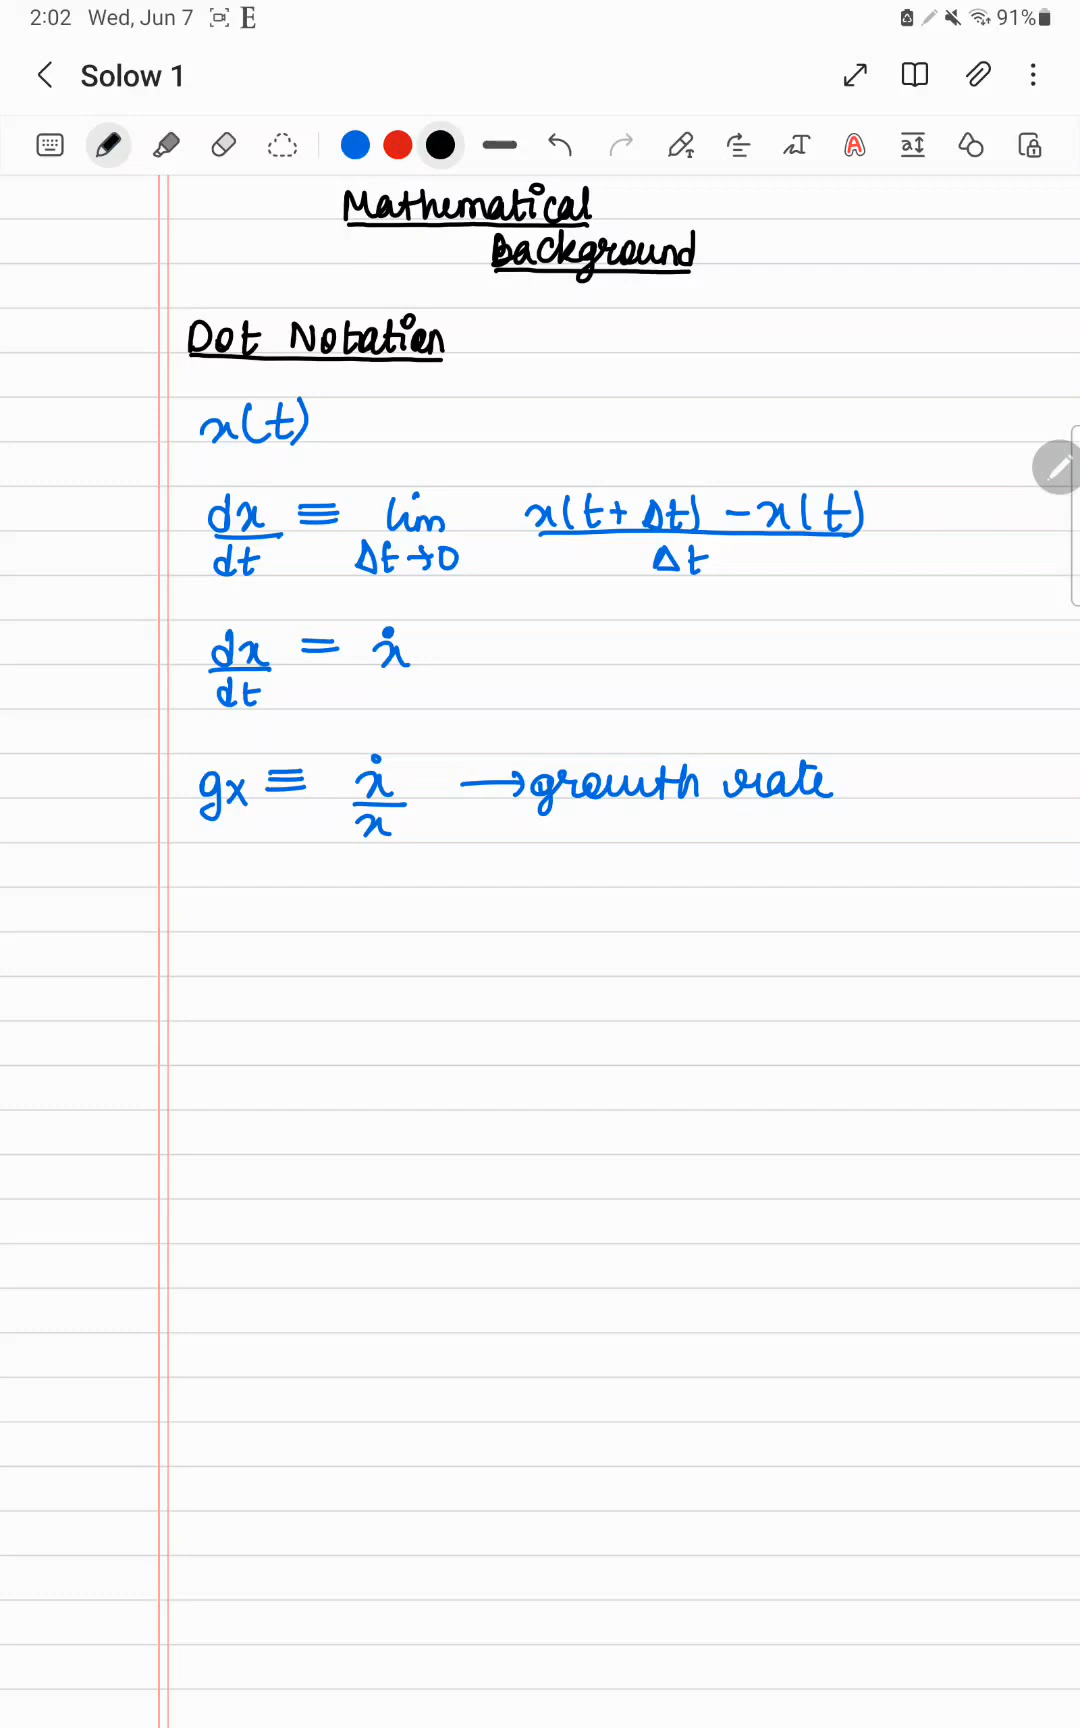 2:02 Wed, Jun 7 E 91%
Solow 1
Mathematical
Background
Dot Notation
x(t)
dx/dt ≡ lim Δt→0 x(t+Δt) - x(t) / Δt
dx/dt = ẋ
gx ≡ ẋ/x → growth rate